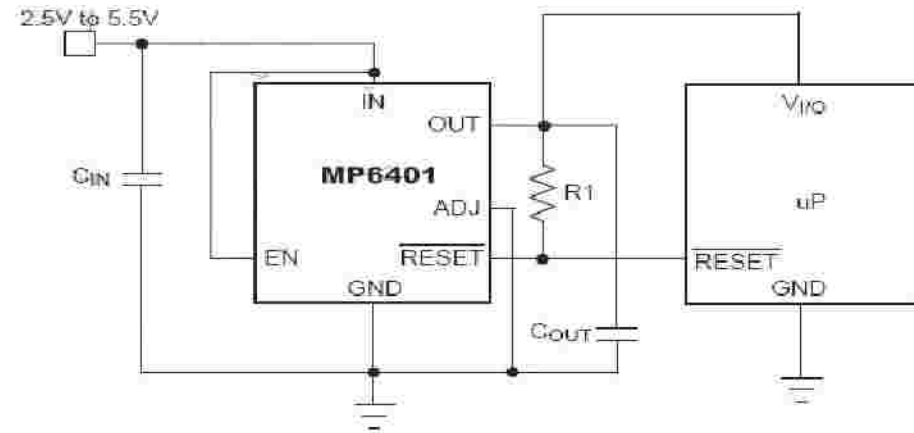 2.5V to 5.5V
IN
OUT
MP6401
ADJ
EN
RESET
GND
CIN
R1
COUT
VI/O
uP
RESET
GND